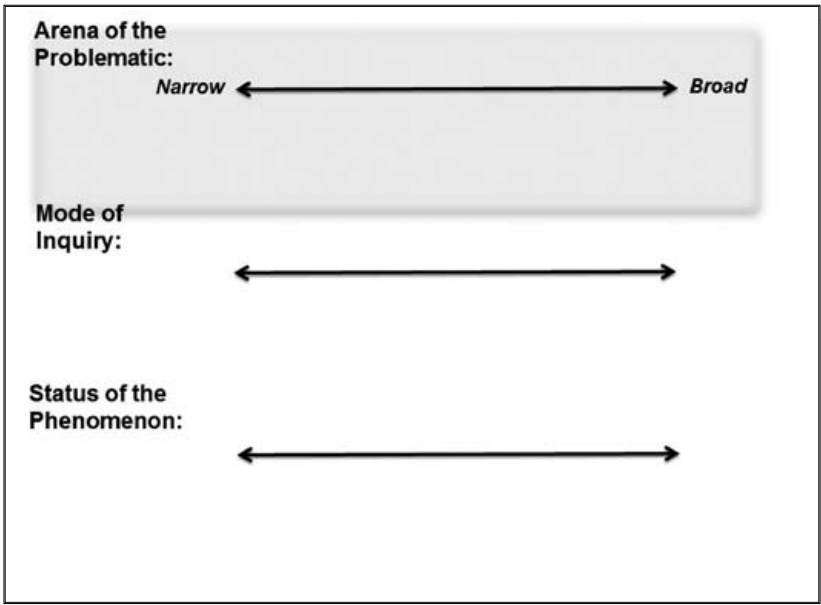 Arena of the
Problematic:
Narrow Broad
Mode of
Inquiry:
Status of the
Phenomenon: